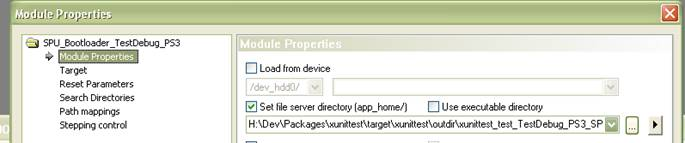 Module Properties
SPU_Bootloader_TestDebug_PS3
Module Properties
Target
Reset Parameters
Search Directories
Path mappings
Stepping control
Module Properties
Load from device
/dev_hdd0/
Set file server directory (app_home/) Use executable directory
H:\Dev\Packages\xunittest\target\xunittest\outdir\xunittest_test_TestDebug_PS3_SP ...